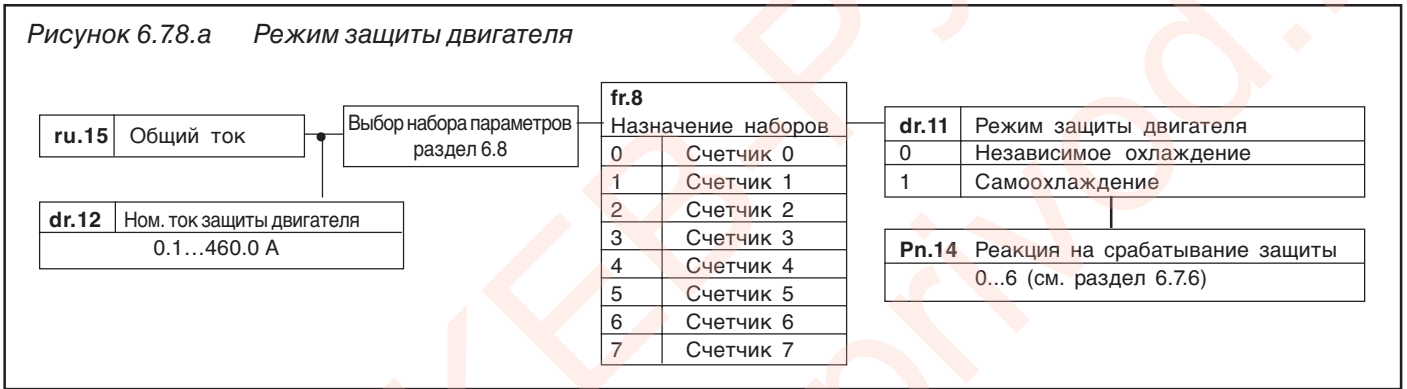 Рисунок 6.7.8.а Режим защиты двигателя
ru.15 Общий ток
Выбор набора параметров
раздел 6.8
dr.12 Ном. ток защиты двигателя
0.1…460.0 А
fr.8
Назначение наборов
0 Счетчик 0
1 Счетчик 1
2 Счетчик 2
3 Счетчик 3
4 Счетчик 4
5 Счетчик 5
6 Счетчик 6
7 Счетчик 7
dr.11 Режим защиты двигателя
0 Независимое охлаждение
1 Самоохлаждение
Pn.14 Реакция на срабатывание защиты
0...6 (см. раздел 6.7.6)